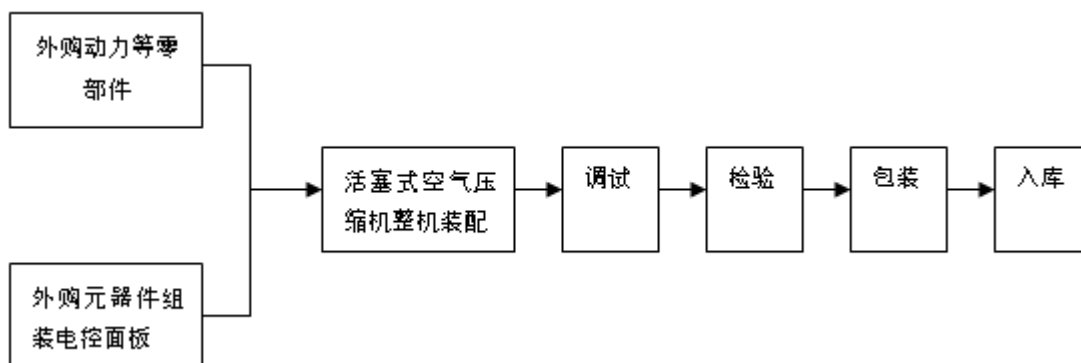 外购动力等零
部件
外购元器件组
装电控面板
活塞式空气压
缩机整机装配
调试
检验
包装
入库